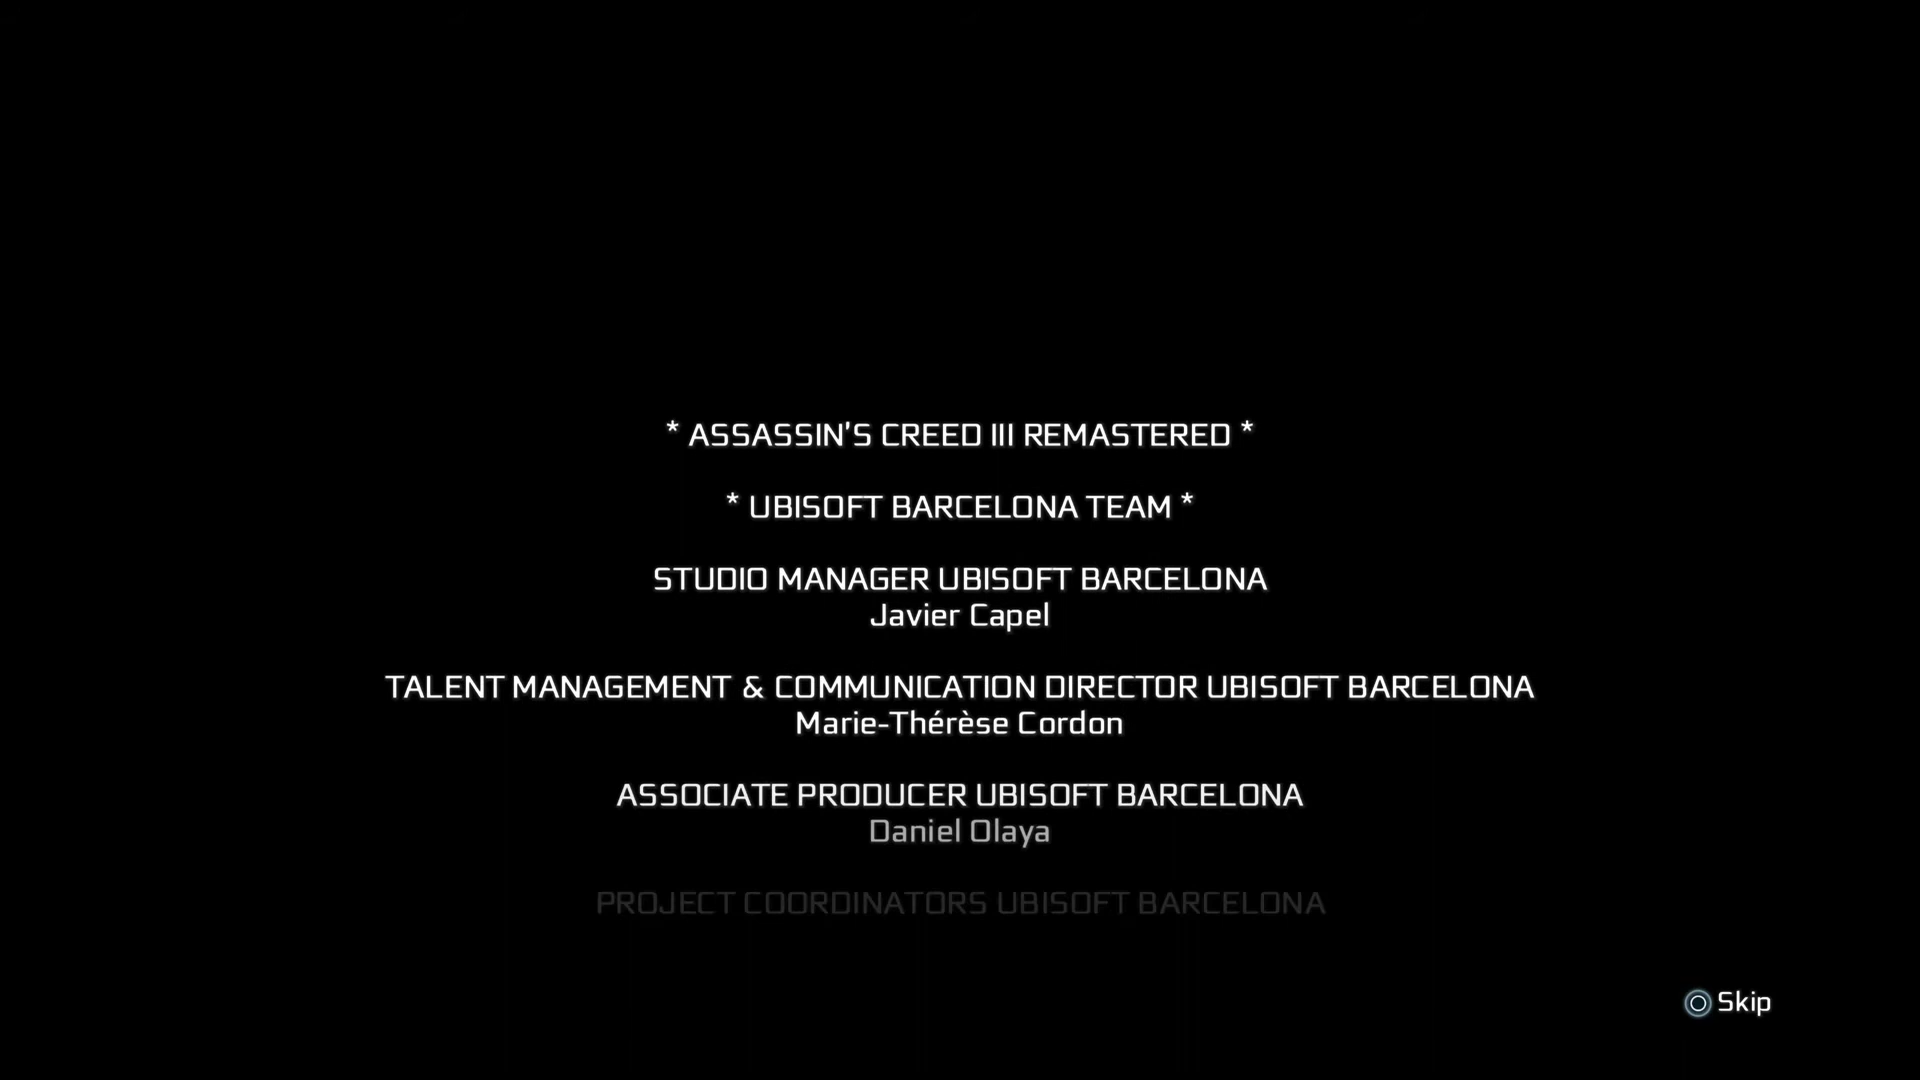 * ASSASSIN'S CREED III REMASTERED *
* UBISOFT BARCELONA TEAM *
STUDIO MANAGER UBISOFT BARCELONA
Javier Capel
TALENT MANAGEMENT & COMMUNICATION DIRECTOR UBISOFT BARCELONA
Marie-Thérèse Cordon
ASSOCIATE PRODUCER UBISOFT BARCELONA
Daniel Olaya
PROJECT COORDINATORS UBISOFT BARCELONA
Skip